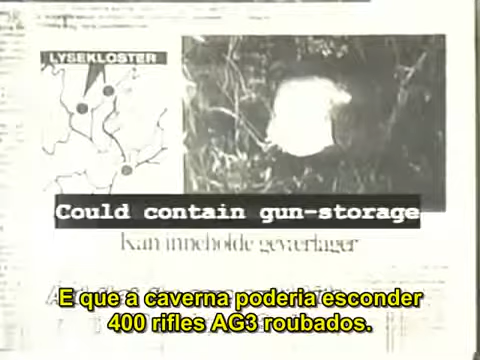 LYSEKLOSTER
Could contain gun-storage
Kan inneholde geværlager
E que a caverna poderia esconder
400 rifles AG3 roubados.